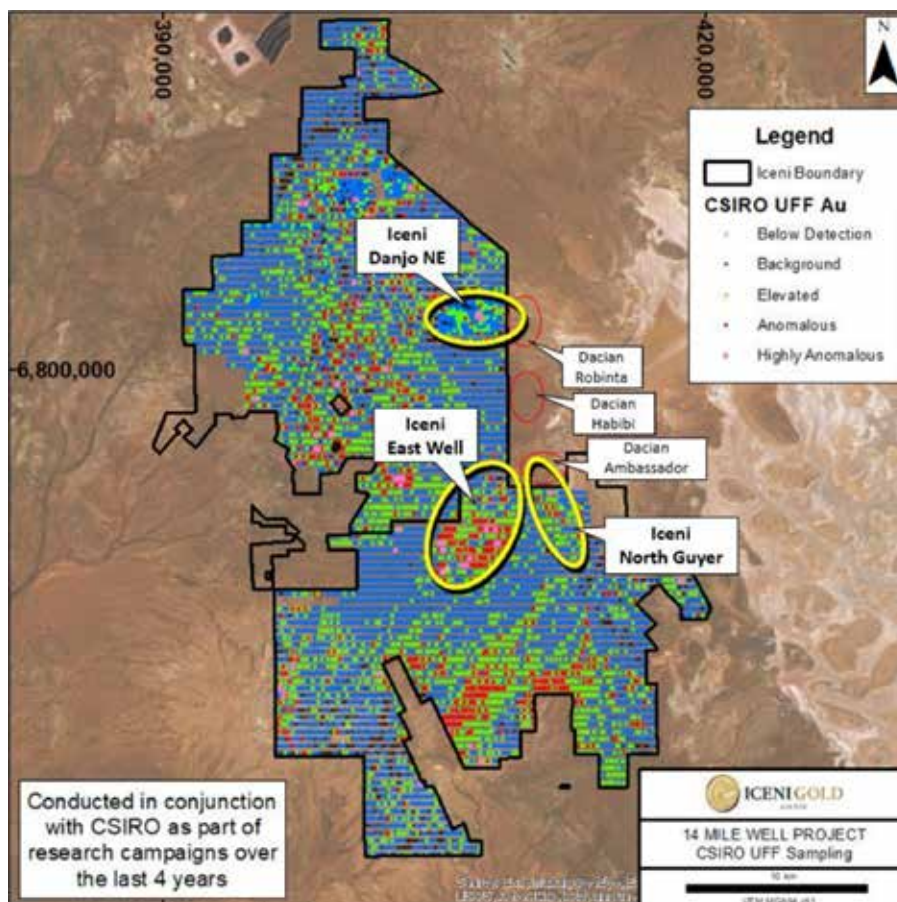 390,000
420,000
N
Legend
Iceni Boundary
CSIRO UFF Au
Below Detection
Background
Elevated
Anomalous
Highly Anomalous
Iceni
Danjo NE
6,800,000
Dacian
Robinta
Dacian
Habibi
Iceni
East Well
Dacian
Ambassador
Iceni
North Guyer
Conducted in conjunction
with CSIRO as part of
research campaigns over
the last 4 years
ICENIGOLD
14 MILE WELL PROJECT
CSIRO UFF Sampling
10 km